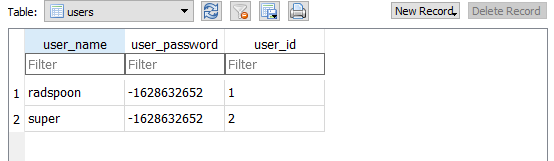 Table: users New Record Delete Record
user_name user_password user_id
Filter Filter Filter
1 radspoon -1628632652 1
2 super -1628632652 2